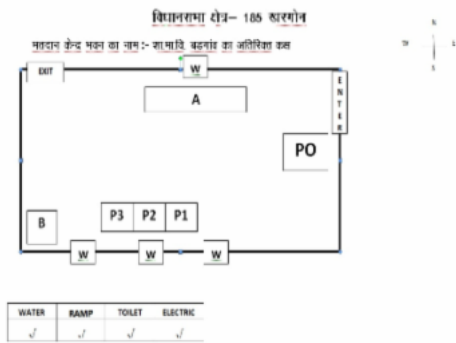 विधानसभा क्षेत्र– 185 खरगोन
मतदान केन्द्र भवन का नाम :- शा.मा.वि. बड़गांव का अतिरिक्त कक्ष
N
S
EXIT
W
A
ENTER
PO
B
P3 P2 P1
W W W
WATER RAMP TOILET ELECTRIC
√ √ √ √